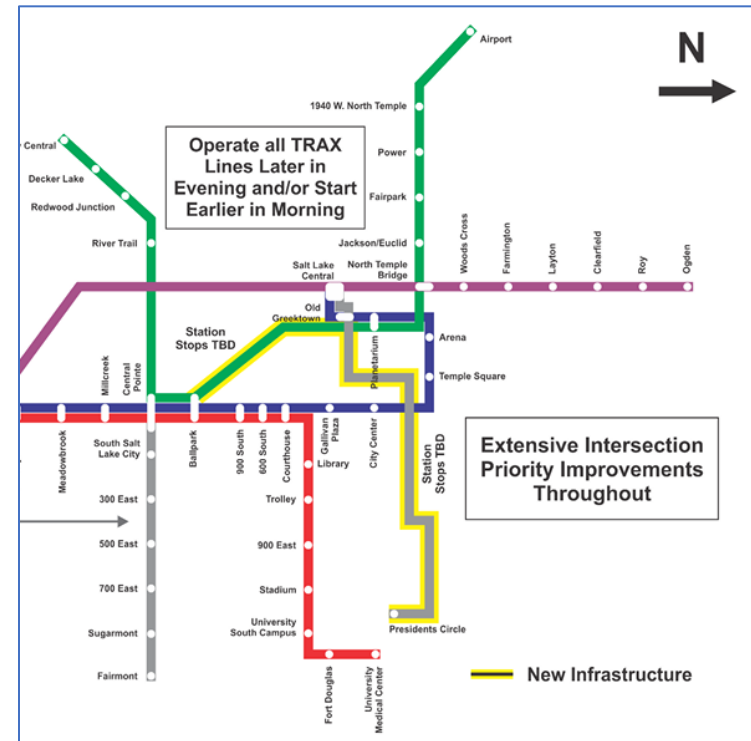 Airport
N
1940 W. North Temple
Operate all TRAX
Lines Later in
Evening and/or Start
Earlier in Morning
Central
Decker Lake
Redwood Junction
River Trail
Power
Fairpark
Jackson/Euclid
North Temple
Bridge
Salt Lake
Central
Woods Cross
Farmington
Layton
Clearfield
Roy
Ogden
Old
Greektown
Planetarium
Arena
Temple Square
Station
Stops TBD
Millcreek
Central
Pointe
Meadowbrook
Ballpark
900 South
600 South
Courthouse
Gallivan
Plaza
City Center
Station
Stops TBD
Extensive Intersection
Priority Improvements
Throughout
South Salt
Lake City
300 East
500 East
700 East
Sugarmont
Fairmont
Library
Trolley
900 East
Stadium
University
South Campus
Fort Douglas
University
Medical Center
Presidents Circle
New Infrastructure